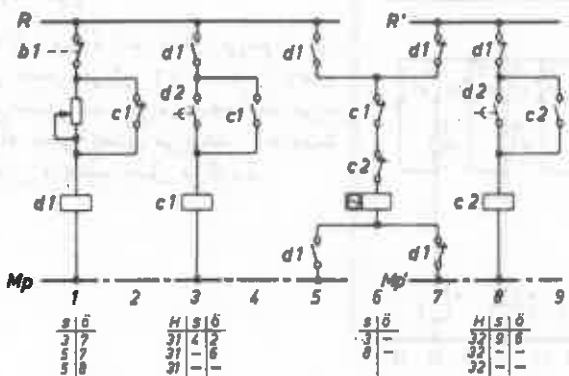 R R'
b1 d1 d1 d1 d1
d2 d2
c1 c1 c1 c2
c2
d1 c1 c2
d1 d1
Mp Mp'
1 2 3 4 5 6 7 8 9
s ö H s ö s ö H s ö
3 7 31 4 2 3 – 32 9 6
5 7 31 – 6 8 – 32 – –
5 8 31 – – 32 – –